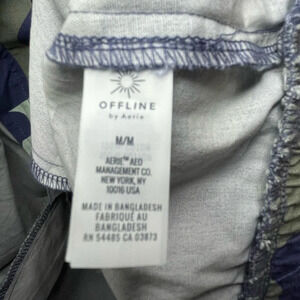 OFFLINE
by Aerie
M/M
AERIE™ AEO
MANAGEMENT CO.
NEW YORK, NY
10016 USA
MADE IN BANGLADESH
FABRIQUÉ AU
BANGLADESH
RN 54485 CA 03873